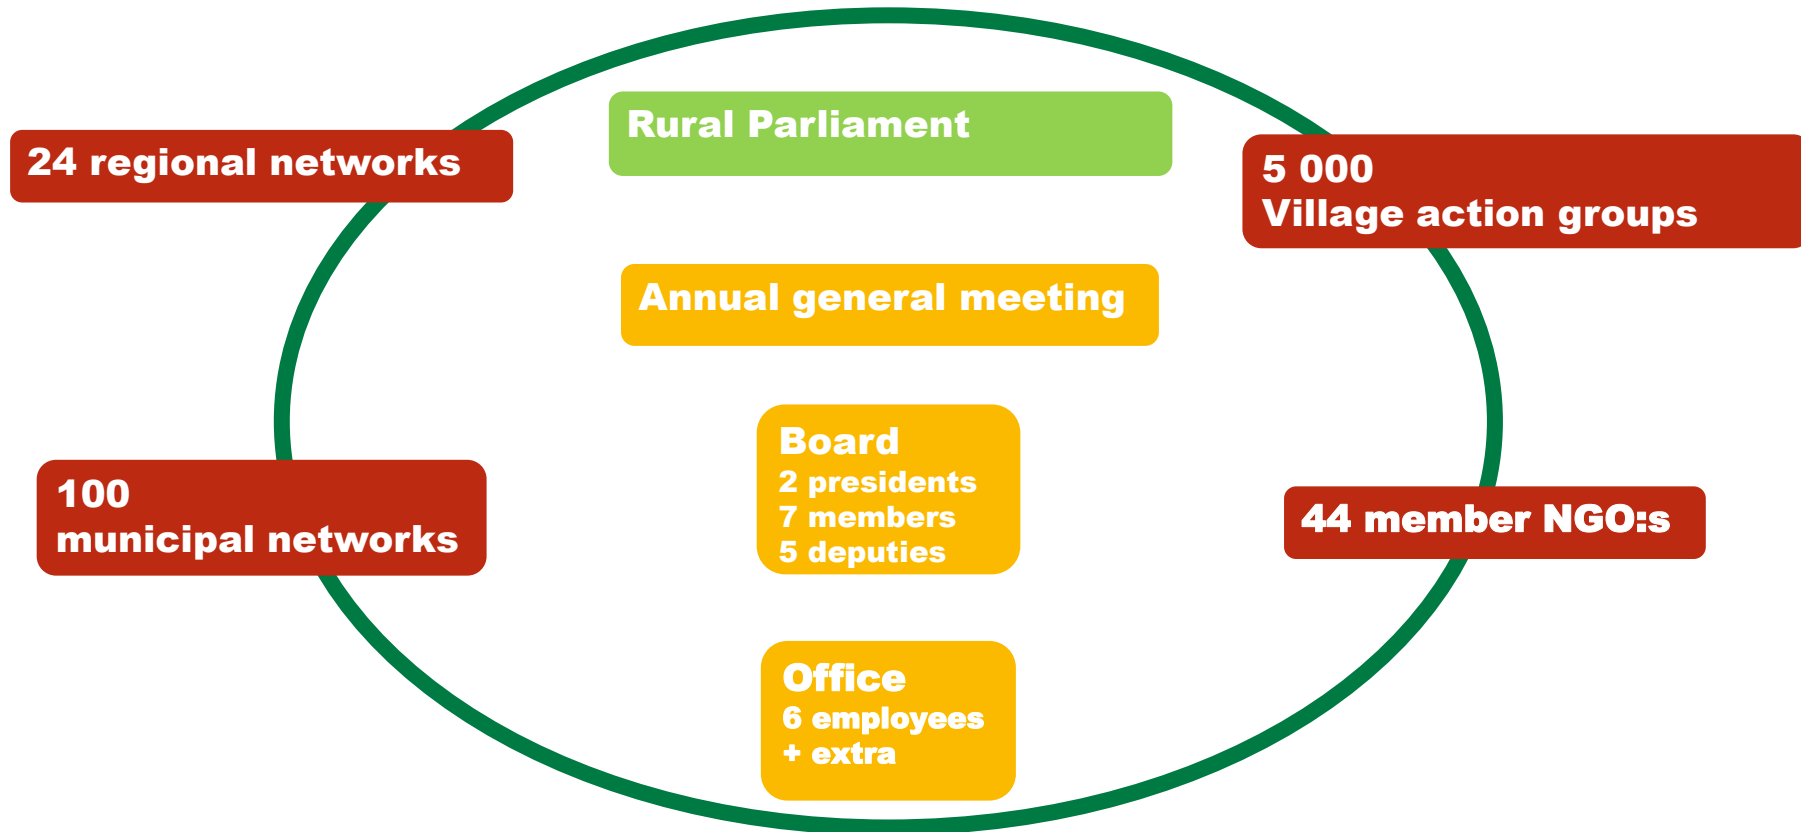 Rural Parliament
24 regional networks
5 000
Village action groups
Annual general meeting
Board
2 presidents
7 members
5 deputies
100
municipal networks
44 member NGO:s
Office
6 employees
+ extra